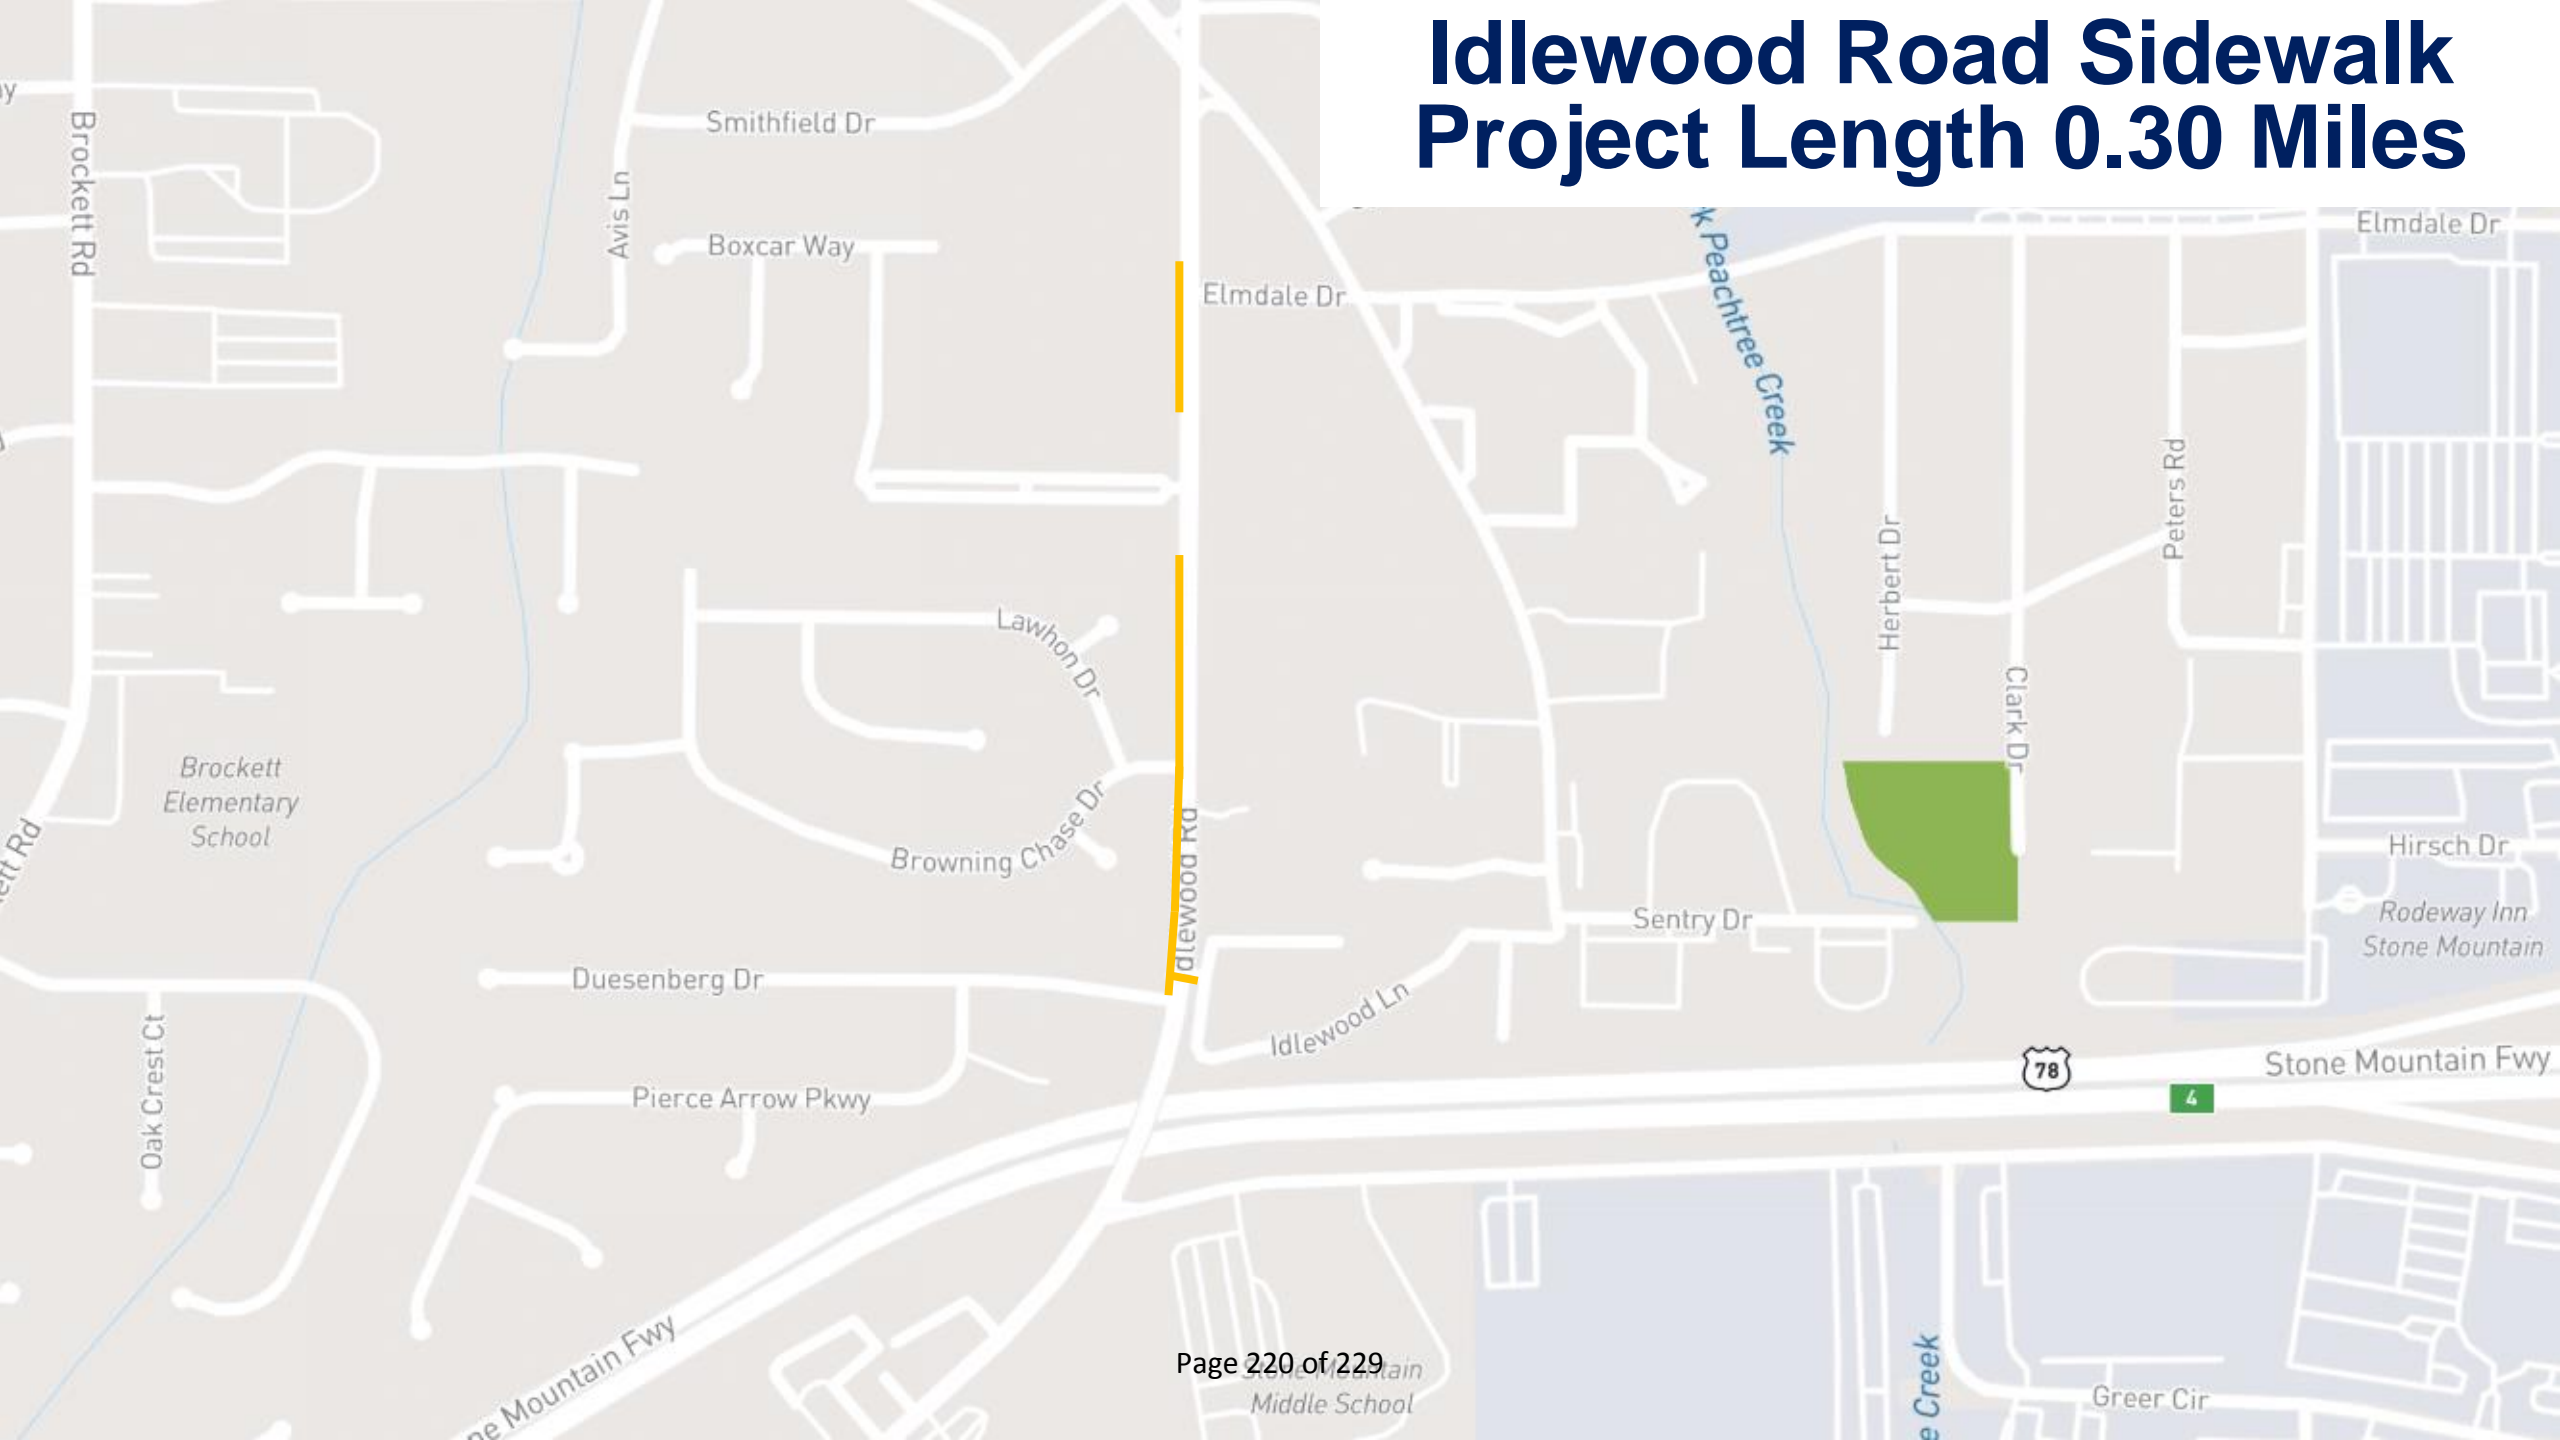 Idlewood Road Sidewalk
Project Length 0.30 Miles
Brockett Rd
Smithfield Dr
Avis Ln
Boxcar Way
Elmdale Dr
Elmdale Dr
Peachtree Creek
Peters Rd
Herbert Dr
Lawhon Dr
Clark Dr
Brockett
Elementary
School
Browning Chase Dr
Idlewood Rd
Hirsch Dr
Rodeway Inn
Stone Mountain
Sentry Dr
Duesenberg Dr
Idlewood Ln
Oak Crest Ct
Pierce Arrow Pkwy
78
Stone Mountain Fwy
4
Mountain Fwy
Page 220 of 229
Middle School
Creek
Greer Cir